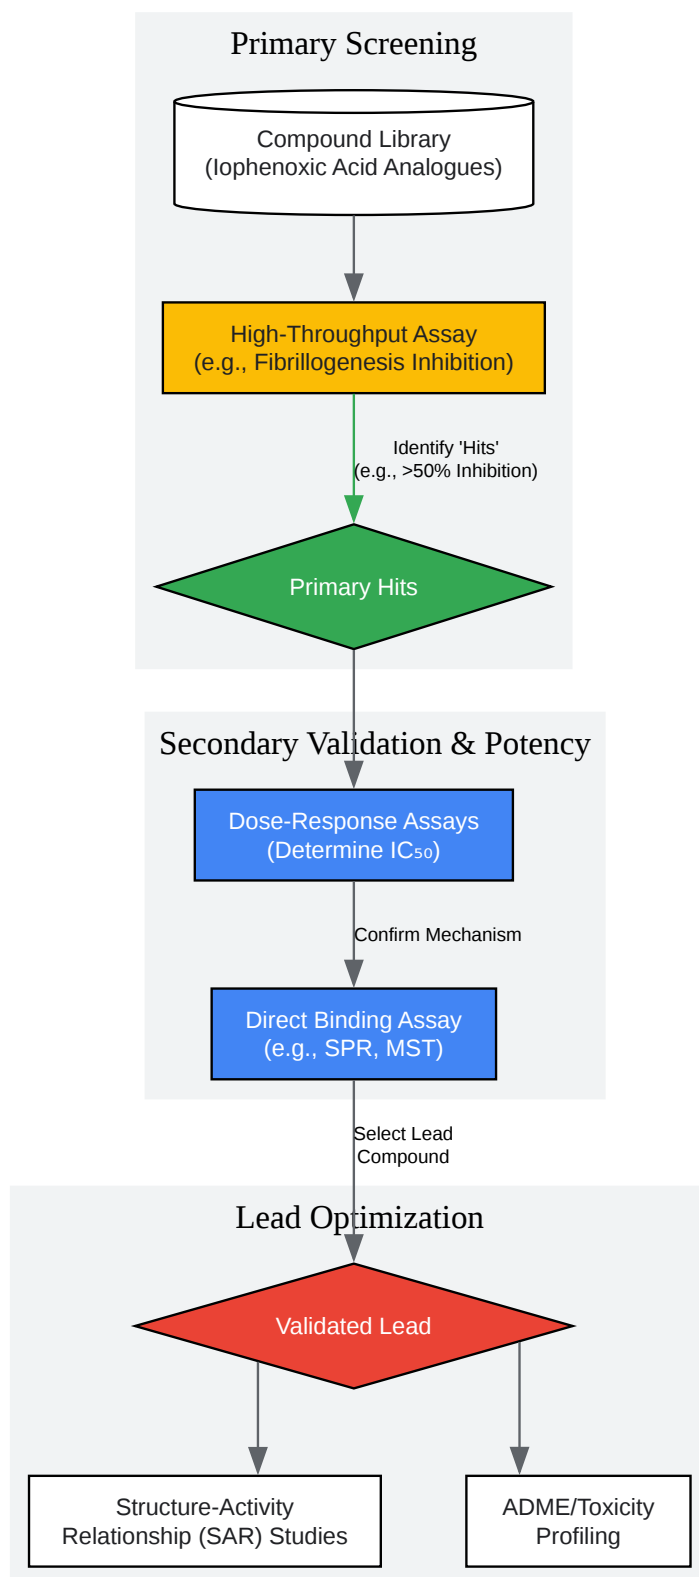 Primary Screening
Compound Library
(Iophenoxic Acid Analogues)
High-Throughput Assay
(e.g., Fibrillogenesis Inhibition)
Identify 'Hits'
(e.g., >50% Inhibition)
Primary Hits
Secondary Validation & Potency
Dose-Response Assays
(Determine IC₅₀)
Confirm Mechanism
Direct Binding Assay
(e.g., SPR, MST)
Select Lead
Compound
Lead Optimization
Validated Lead
Structure-Activity
Relationship (SAR) Studies
ADME/Toxicity
Profiling